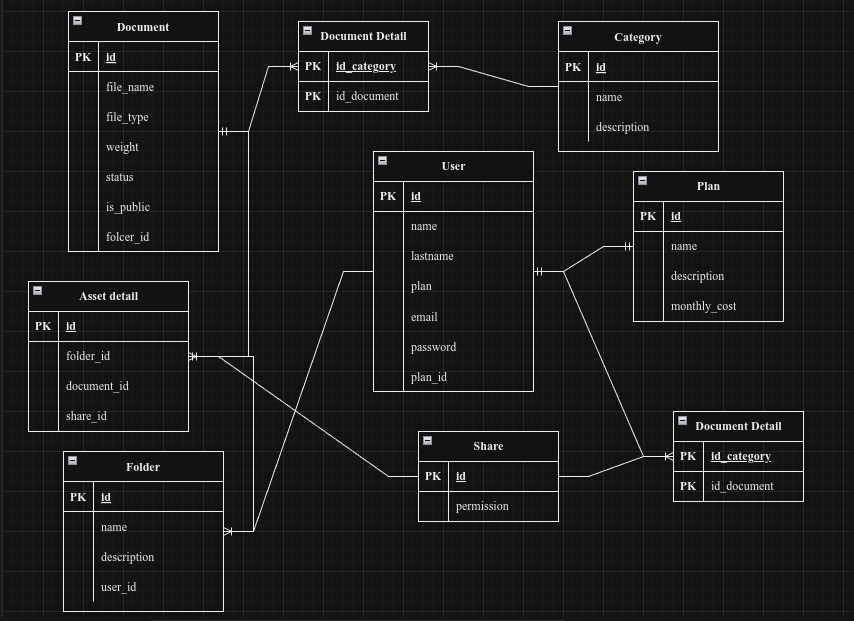 Document
PK id
file_name
file_type
weight
status
is_public
folcer_id
Document Detail
PK id_category
PK id_document
Category
PK id
name
description
User
PK id
name
lastname
plan
email
password
plan_id
Plan
PK id
name
description
monthly_cost
Asset detail
PK id
folder_id
document_id
share_id
Folder
PK id
name
description
user_id
Share
PK id
permission
Document Detail
PK id_category
PK id_document